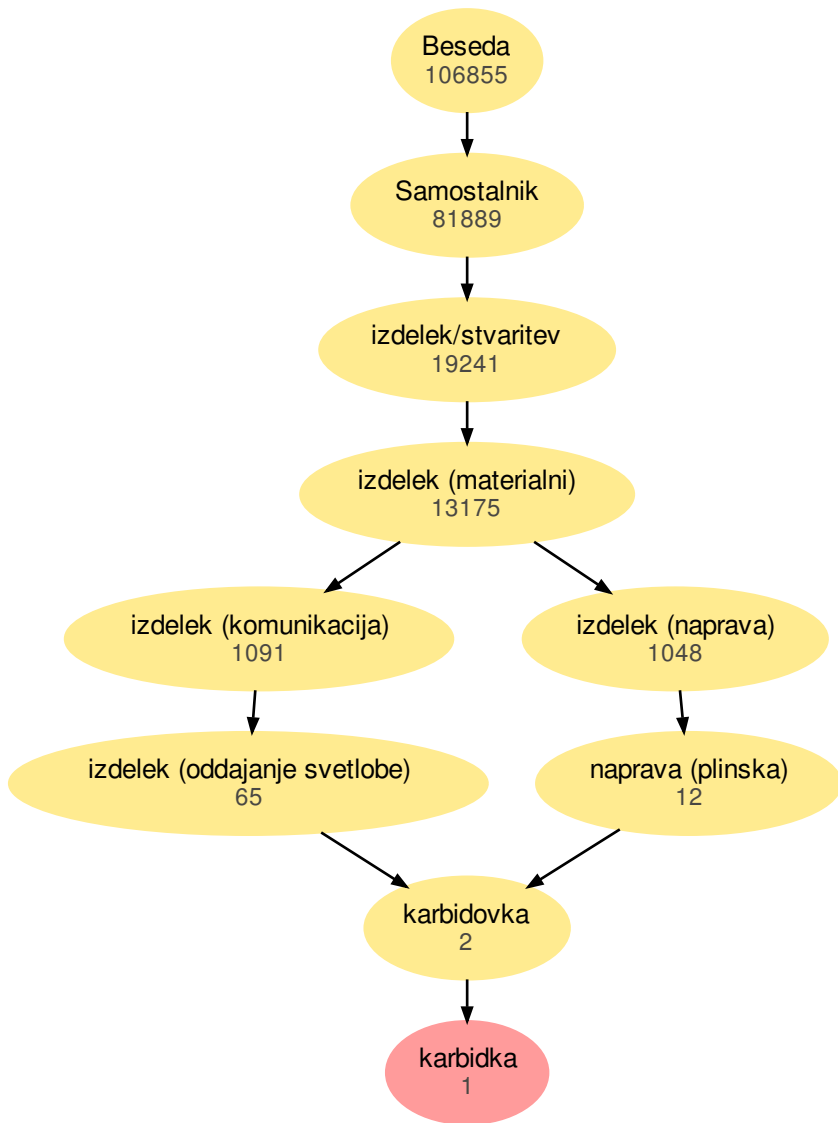 Beseda
106855
Samostalnik
81889
izdelek/stvaritev
19241
izdelek (materialni)
13175
izdelek (komunikacija)
1091
izdelek (naprava)
1048
izdelek (oddajanje svetlobe)
65
naprava (plinska)
12
karbidovka
2
karbidka
1